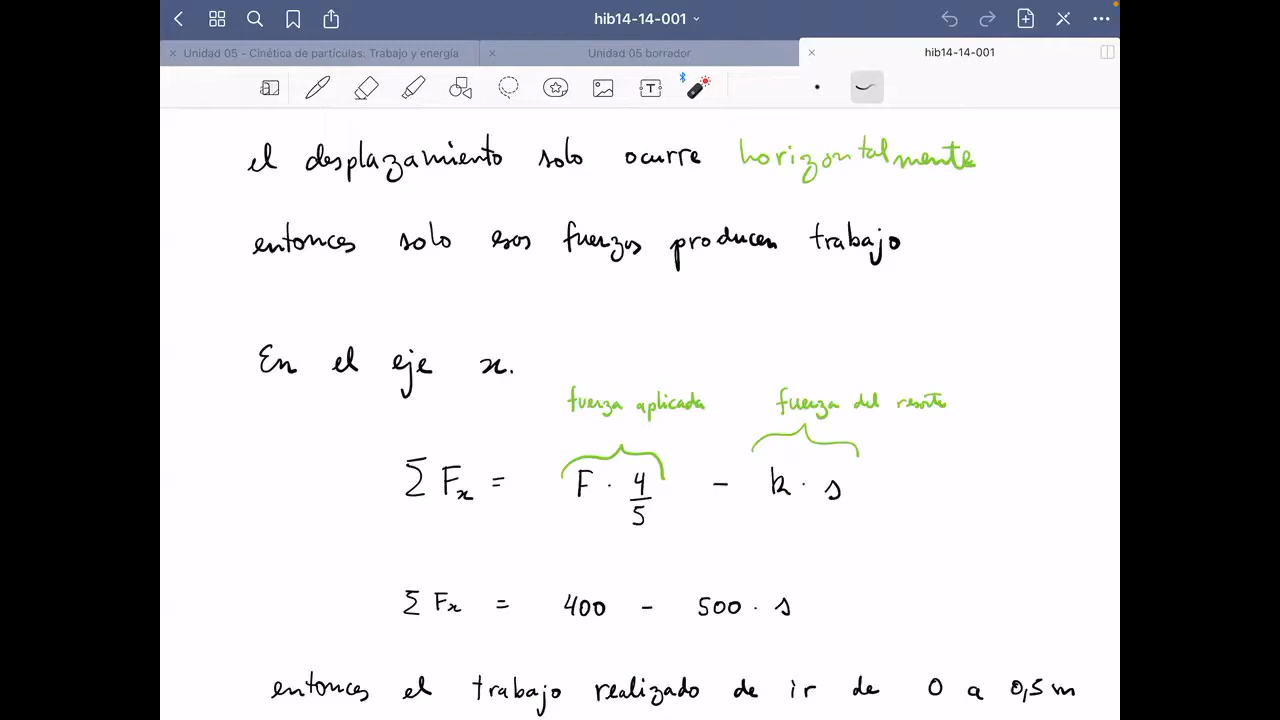 hib14-14-001
Unidad 05 - Cinética de partículas: Trabajo y energía
Unidad 05 borrador
hib14-14-001
el desplazamiento solo ocurre horizontalmente
entonces solo esas fuerzas producen trabajo
En el eje x.
fuerza aplicada fuerza del resorte
∑ Fx = F · 4/5 - k · s
∑ Fx = 400 - 500 · s
entonces el trabajo realizado de ir de 0 a 0,5 m